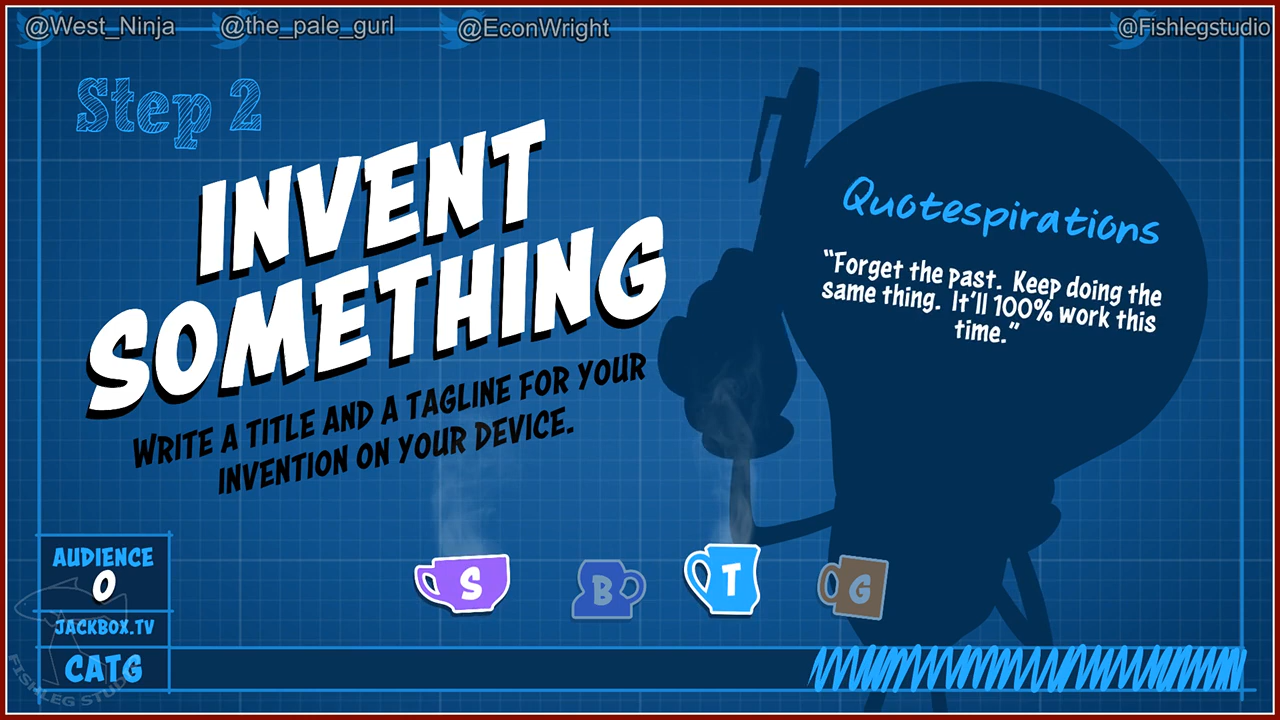 @West_Ninja
@the_pale_gurl
@EconWright
@Fishlegstudio
Step 2
INVENT
SOMETHING
WRITE A TITLE AND A TAGLINE FOR YOUR
INVENTION ON YOUR DEVICE.
Quotespirations
"Forget the past. Keep doing the
same thing. It'll 100% work this
time."
S
B
T
G
AUDIENCE
0
JACKBOX.TV
CATG
FISHLEG STUD